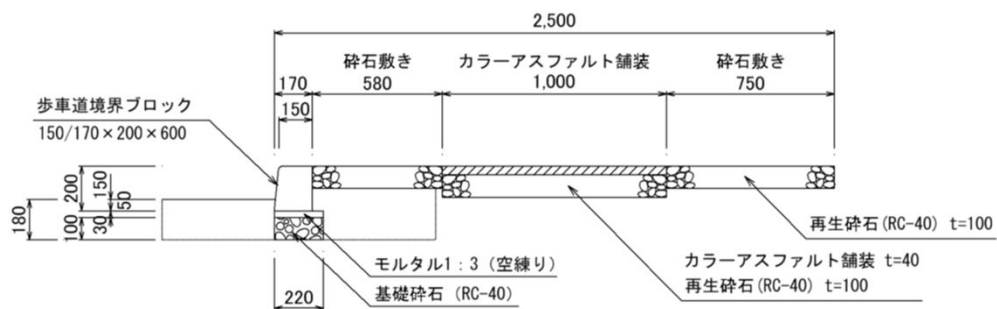 2,500
砕石敷き
カラーアスファルト舗装
砕石敷き
170
580
1,000
750
150
歩車道境界ブロック
150/170×200×600
200
150
50
180
100
30
再生砕石(RC-40) t=100
モルタル1：3（空練り）
カラーアスファルト舗装 t=40
再生砕石(RC-40) t=100
基礎砕石 (RC-40)
220